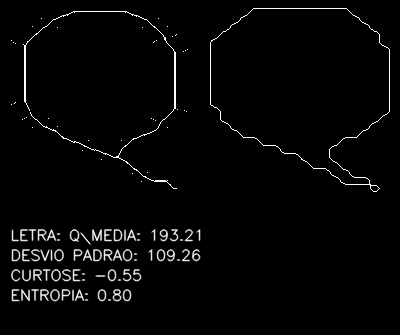 LETRA: Q\MEDIA: 193.21
DESVIO PADRAO: 109.26
CURTOSE: -0.55
ENTROPIA: 0.80